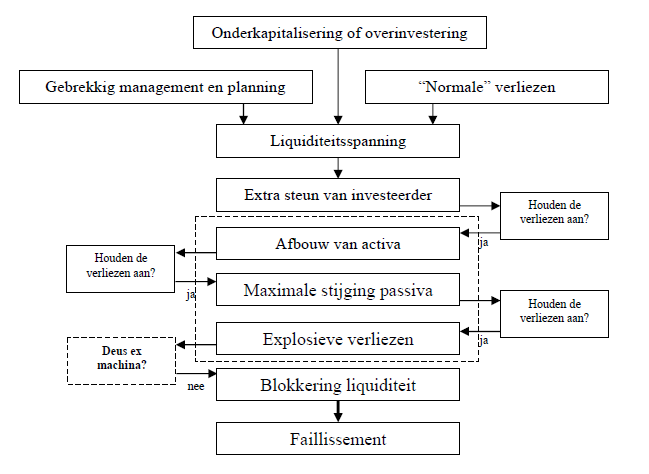 Onderkapitalisering of overinvestering
Gebrekkig management en planning
“Normale” verliezen
Liquiditeitsspanning
Extra steun van investeerder
Houden de
verliezen aan?
ja
Afbouw van activa
Houden de
verliezen aan?
ja
Maximale stijging passiva
Houden de
verliezen aan?
ja
Explosieve verliezen
Deus ex
machina?
nee
Blokkering liquiditeit
Faillissement